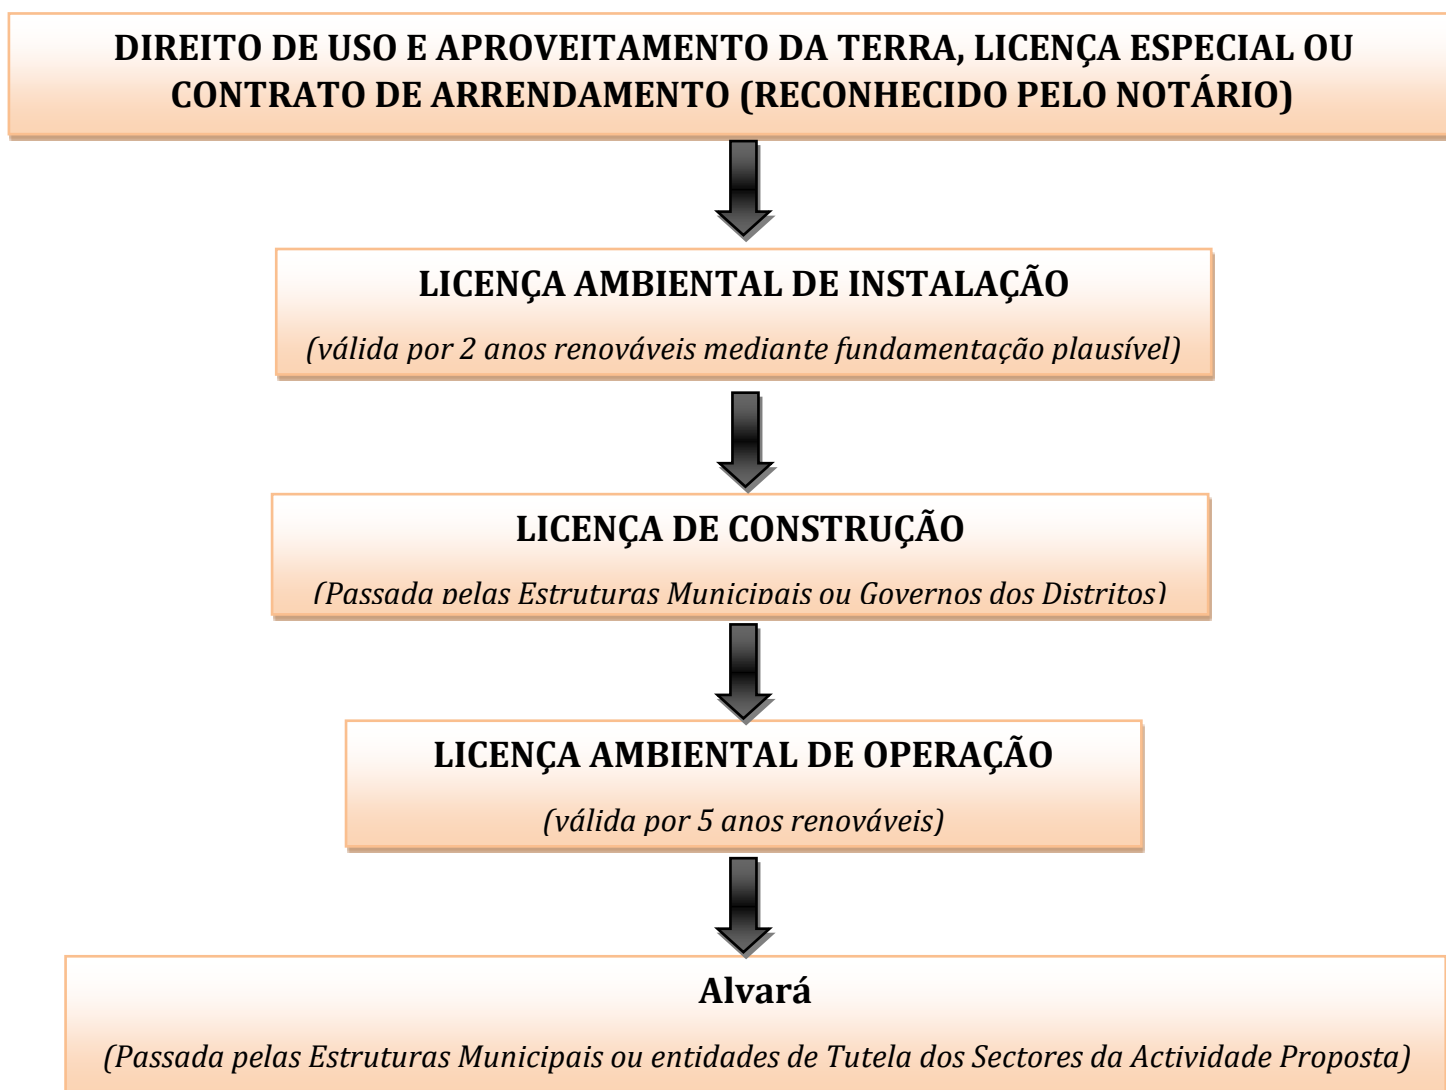 DIREITO DE USO E APROVEITAMENTO DA TERRA, LICENÇA ESPECIAL OU
CONTRATO DE ARRENDAMENTO (RECONHECIDO PELO NOTÁRIO)
LICENÇA AMBIENTAL DE INSTALAÇÃO
(válida por 2 anos renováveis mediante fundamentação plausível)
LICENÇA DE CONSTRUÇÃO
(Passada pelas Estruturas Municipais ou Governos dos Distritos)
LICENÇA AMBIENTAL DE OPERAÇÃO
(válida por 5 anos renováveis)
Alvará
(Passada pelas Estruturas Municipais ou entidades de Tutela dos Sectores da Actividade Proposta)